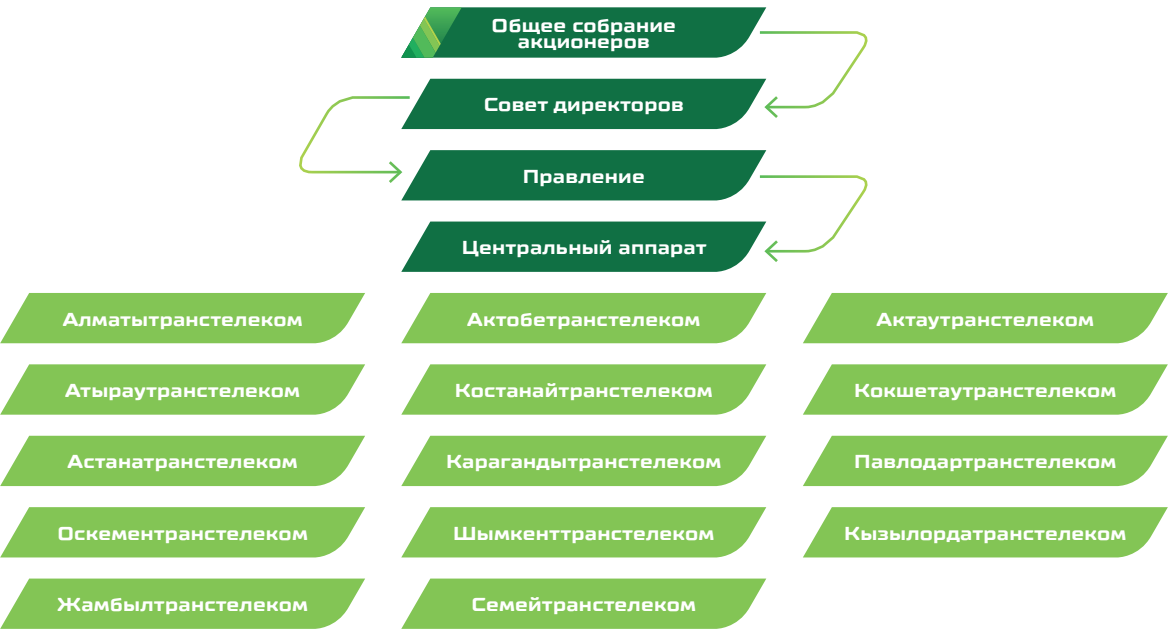 Общее собрание
акционеров
Совет директоров
Правление
Центральный аппарат
Алматытранстелеком
Актобетранстелеком
Актаутранстелеком
Атыраутранстелеком
Костанайтранстелеком
Кокшетаутранстелеком
Астанатранстелеком
Карагандытранстелеком
Павлодартранстелеком
Оскементранстелеком
Шымкенттранстелеком
Кызылордатранстелеком
Жамбылтранстелеком
Семейтранстелеком